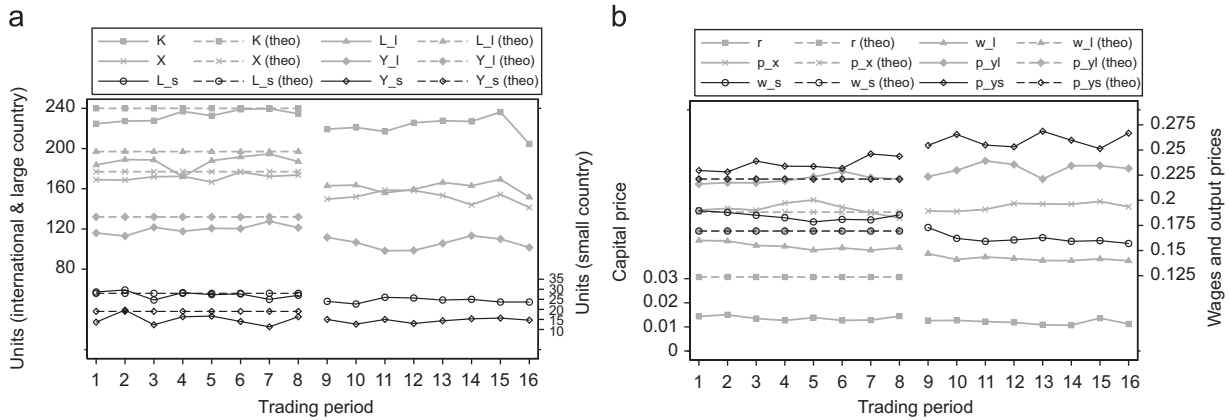 a
K K (theo) L_l L_l (theo)
X X (theo) Y_l Y_l (theo)
L_s L_s (theo) Y_s Y_s (theo)
Units (international & large country)
240
200
160
120
80
35
30
25
20
15
10
Units (small country)
1 2 3 4 5 6 7 8 9 10 11 12 13 14 15 16
Trading period
b
r r (theo) w_l w_l (theo)
p_x p_x (theo) p_yl p_yl (theo)
w_s w_s (theo) p_ys p_ys (theo)
Capital price
0.03
0.02
0.01
0
0.275
0.25
0.225
0.2
0.175
0.15
0.125
Wages and output prices
1 2 3 4 5 6 7 8 9 10 11 12 13 14 15 16
Trading period